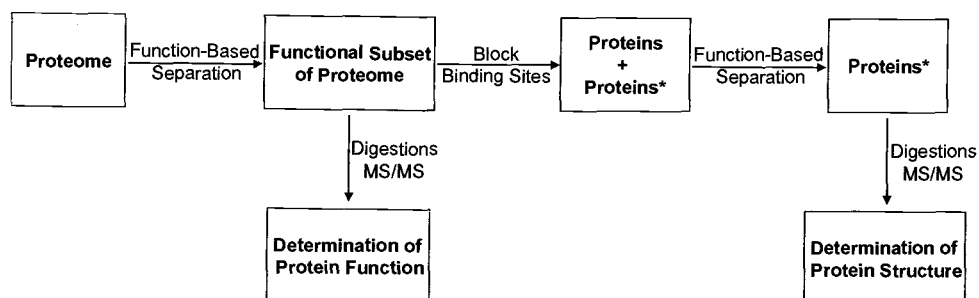 Proteome
Function-Based
Separation
Functional Subset
of Proteome
Block
Binding Sites
Proteins
+
Proteins*
Function-Based
Separation
Proteins*
Digestions
MS/MS
Digestions
MS/MS
Determination of
Protein Function
Determination of
Protein Structure